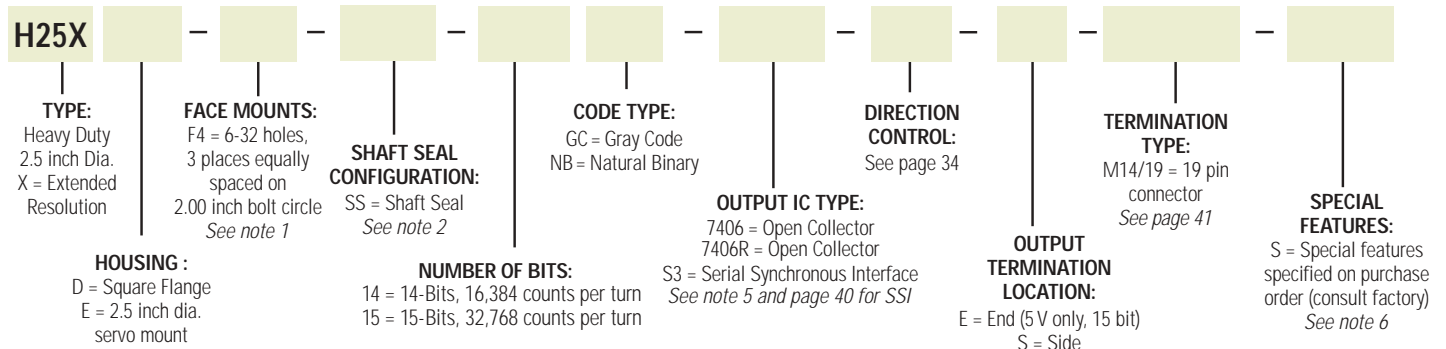 H25X – – – – – – – –
TYPE:
Heavy Duty
2.5 inch Dia.
X = Extended
Resolution
HOUSING :
D = Square Flange
E = 2.5 inch dia.
servo mount
FACE MOUNTS:
F4 = 6-32 holes,
3 places equally
spaced on
2.00 inch bolt circle
See note 1
SHAFT SEAL
CONFIGURATION:
SS = Shaft Seal
See note 2
NUMBER OF BITS:
14 = 14-Bits, 16,384 counts per turn
15 = 15-Bits, 32,768 counts per turn
CODE TYPE:
GC = Gray Code
NB = Natural Binary
OUTPUT IC TYPE:
7406 = Open Collector
7406R = Open Collector
S3 = Serial Synchronous Interface
See note 5 and page 40 for SSI
DIRECTION
CONTROL:
See page 34
OUTPUT
TERMINATION
LOCATION:
E = End (5 V only, 15 bit)
S = Side
TERMINATION
TYPE:
M14/19 = 19 pin
connector
See page 41
SPECIAL
FEATURES:
S = Special features
specified on purchase
order (consult factory)
See note 6